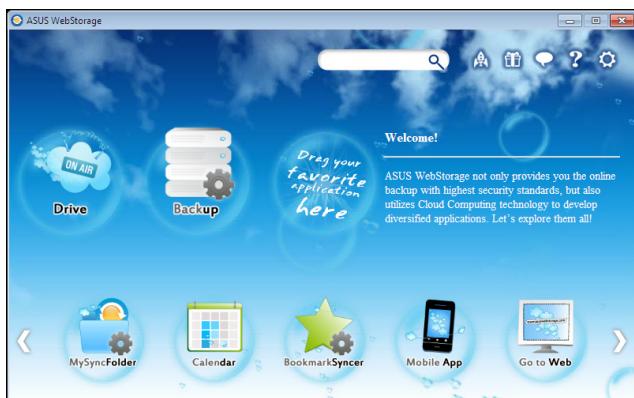 ASUS WebStorage
Welcome!
ASUS WebStorage not only provides you the online
backup with highest security standards, but also
utilizes Cloud Computing technology to develop
diversified applications. Let's explore them all!
ON AIR
Drive
Backup
Drag your
favorite
application
here
MySyncFolder
Calendar
BookmarkSyncer
Mobile App
Go to Web